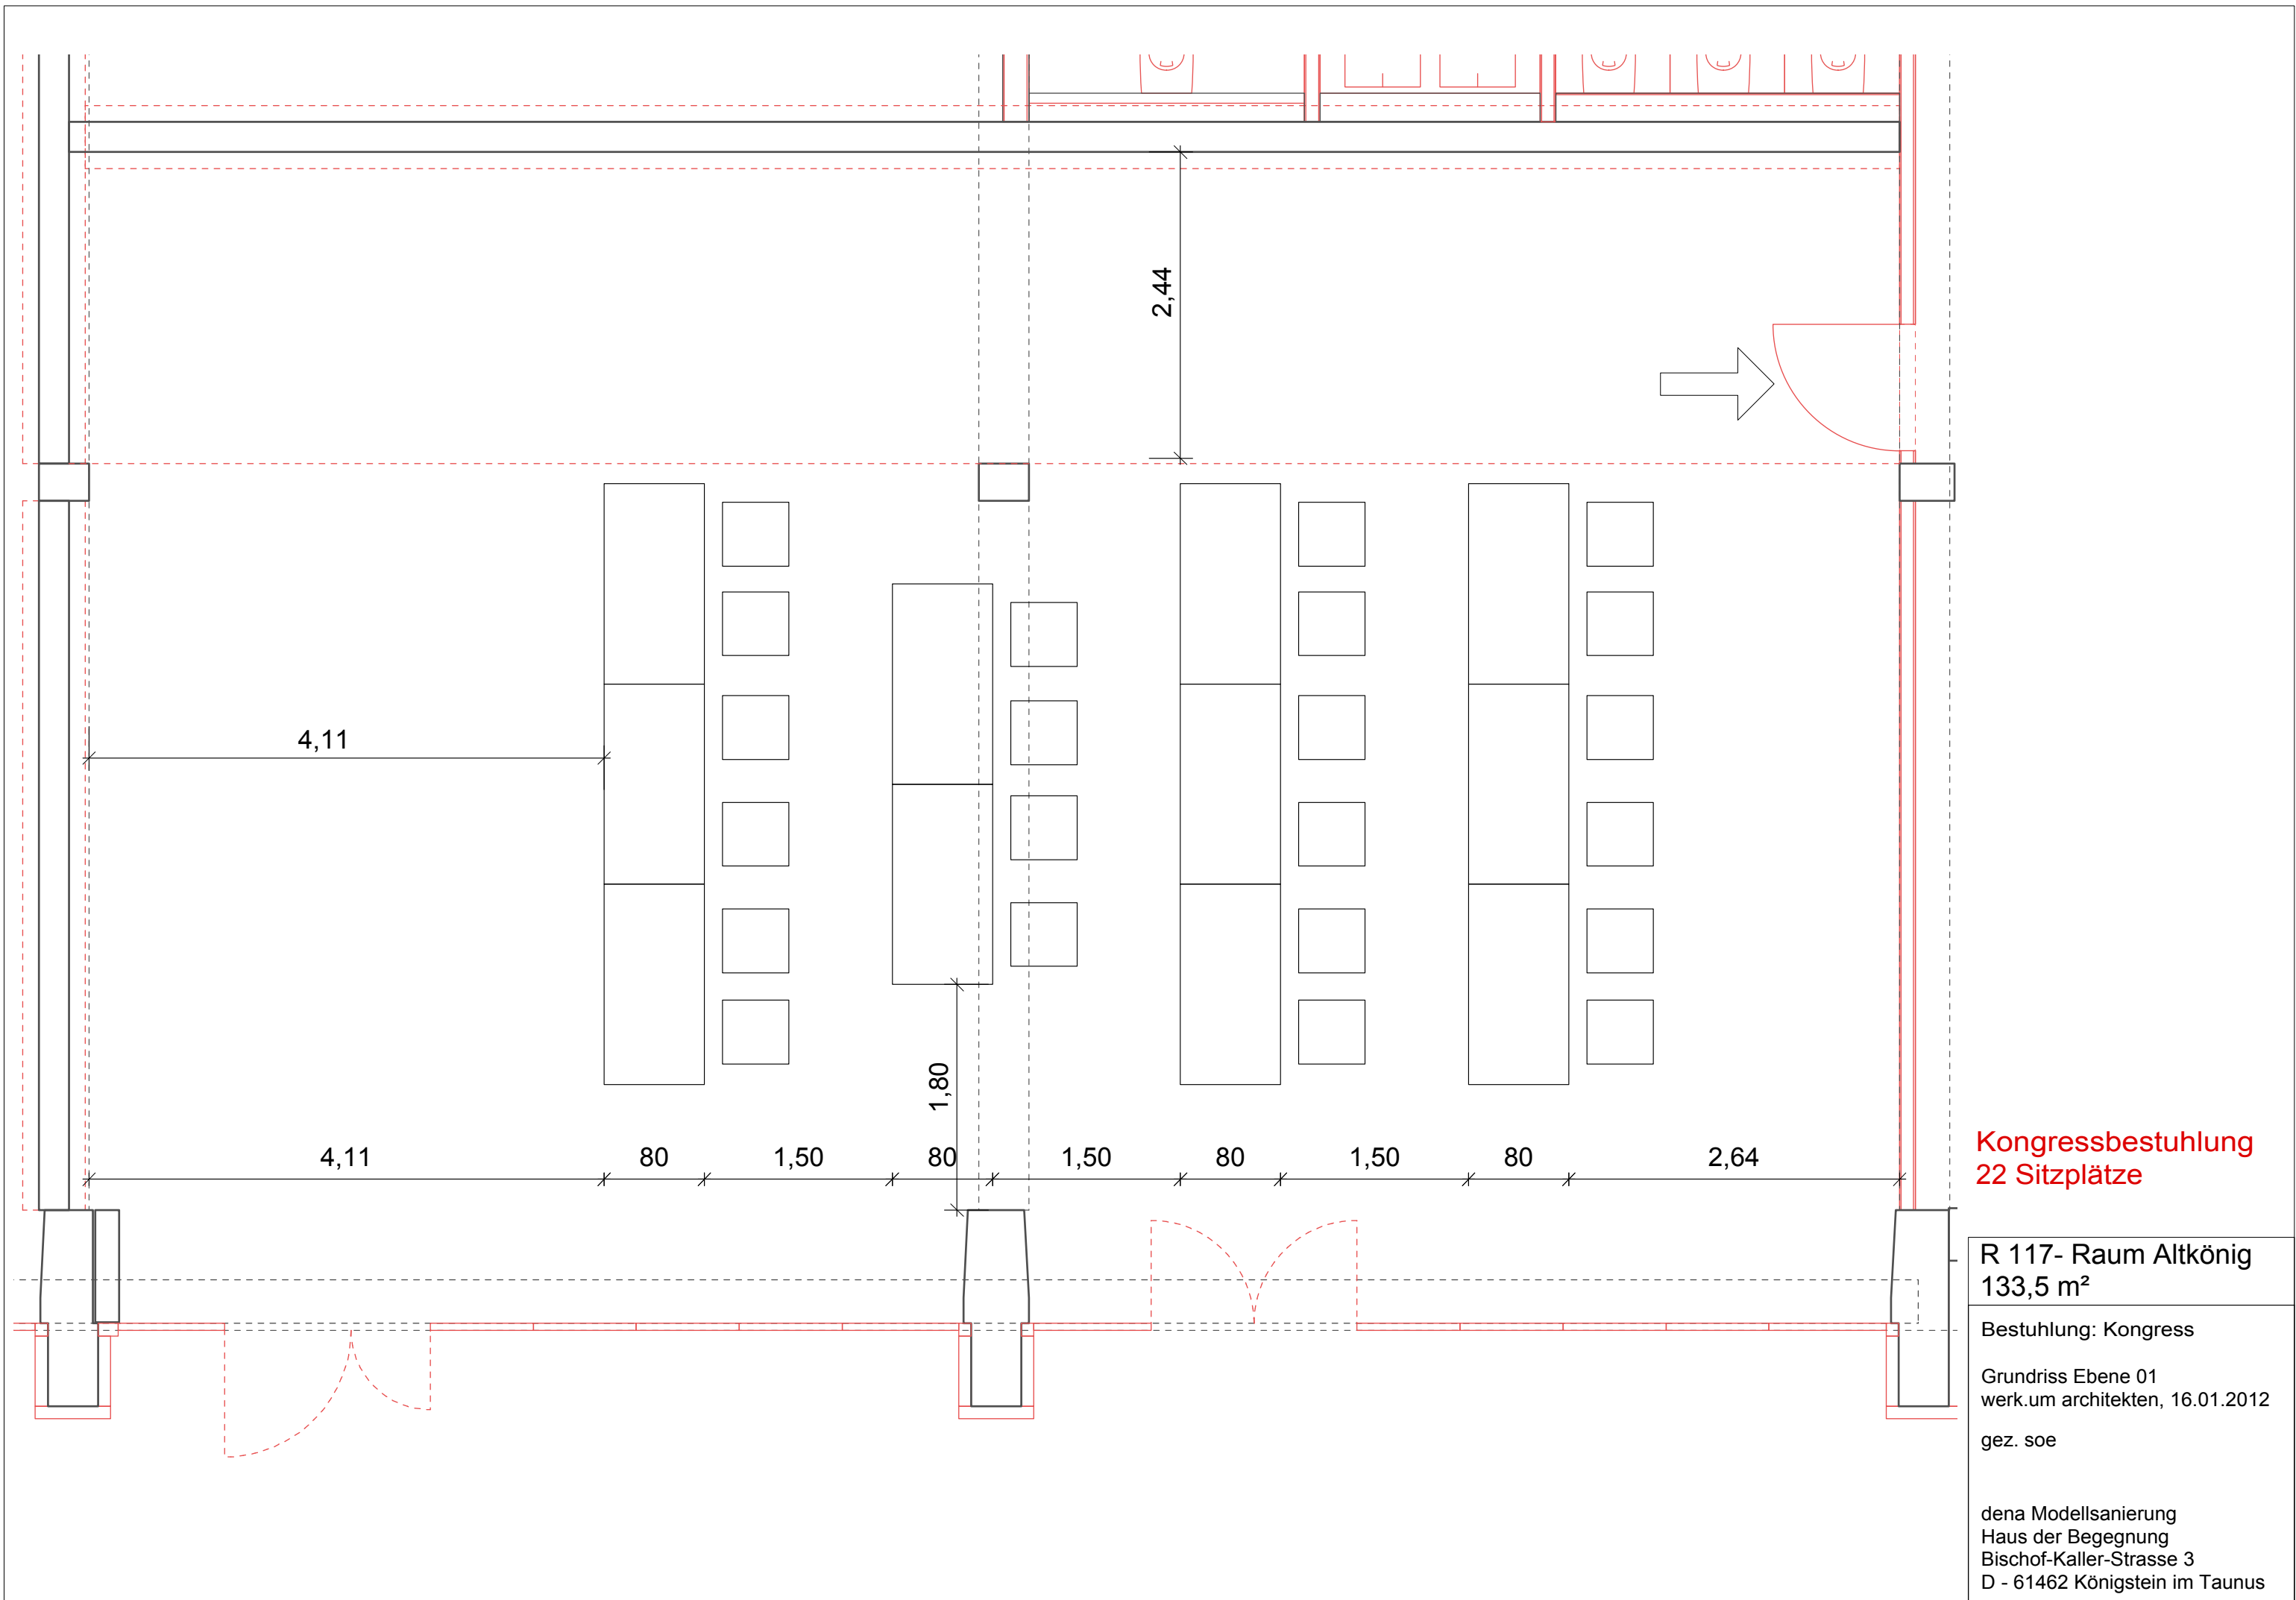 2,44
4,11
1,80
4,11
80
1,50
80
1,50
80
1,50
80
2,64
Kongressbestuhlung
22 Sitzplätze
R 117- Raum Altkönig
133,5 m²
Bestuhlung: Kongress
Grundriss Ebene 01
werk.um architekten, 16.01.2012
gez. soe
dena Modellsanierung
Haus der Begegnung
Bischof-Kaller-Strasse 3
D - 61462 Königstein im Taunus